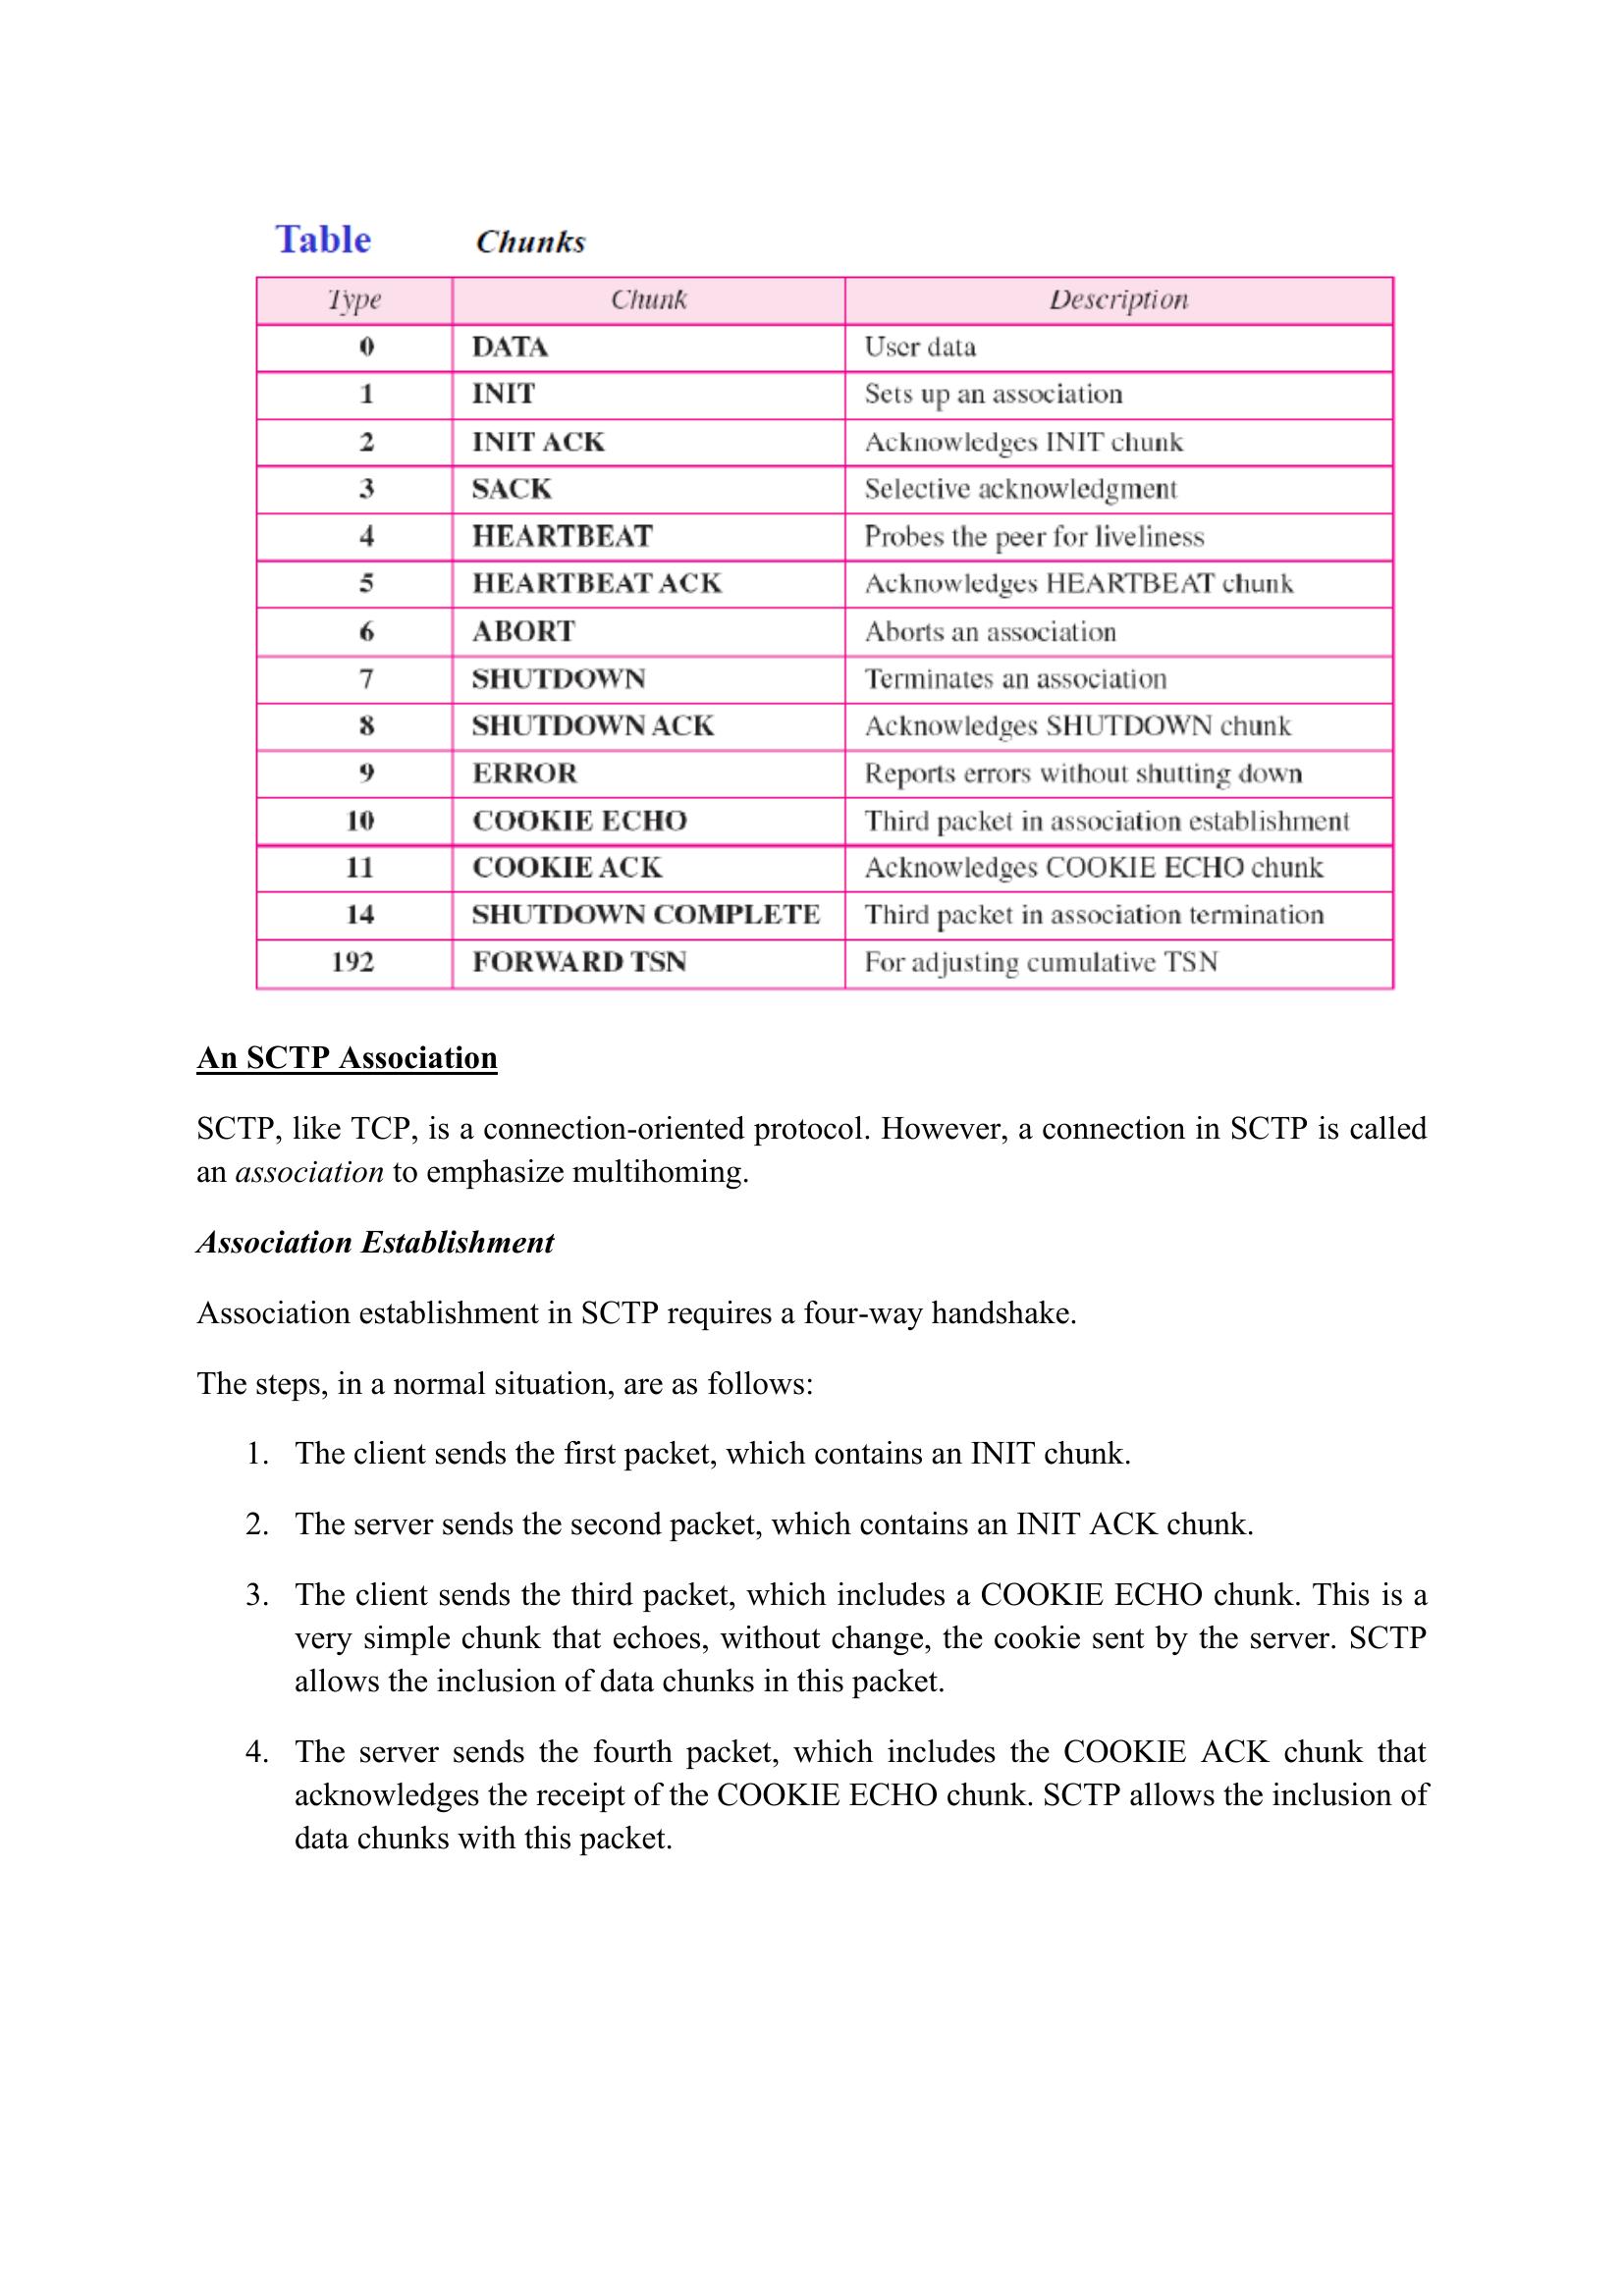 Table Chunks
Type Chunk Description
0 DATA User data
1 INIT Sets up an association
2 INIT ACK Acknowledges INIT chunk
3 SACK Selective acknowledgment
4 HEARTBEAT Probes the peer for liveliness
5 HEARTBEAT ACK Acknowledges HEARTBEAT chunk
6 ABORT Aborts an association
7 SHUTDOWN Terminates an association
8 SHUTDOWN ACK Acknowledges SHUTDOWN chunk
9 ERROR Reports errors without shutting down
10 COOKIE ECHO Third packet in association establishment
11 COOKIE ACK Acknowledges COOKIE ECHO chunk
14 SHUTDOWN COMPLETE Third packet in association termination
192 FORWARD TSN For adjusting cumulative TSN
An SCTP Association
SCTP, like TCP, is a connection-oriented protocol. However, a connection in SCTP is called
an association to emphasize multihoming.
Association Establishment
Association establishment in SCTP requires a four-way handshake.
The steps, in a normal situation, are as follows:
1. The client sends the first packet, which contains an INIT chunk.
2. The server sends the second packet, which contains an INIT ACK chunk.
3. The client sends the third packet, which includes a COOKIE ECHO chunk. This is a
very simple chunk that echoes, without change, the cookie sent by the server. SCTP
allows the inclusion of data chunks in this packet.
4. The server sends the fourth packet, which includes the COOKIE ACK chunk that
acknowledges the receipt of the COOKIE ECHO chunk. SCTP allows the inclusion of
data chunks with this packet.